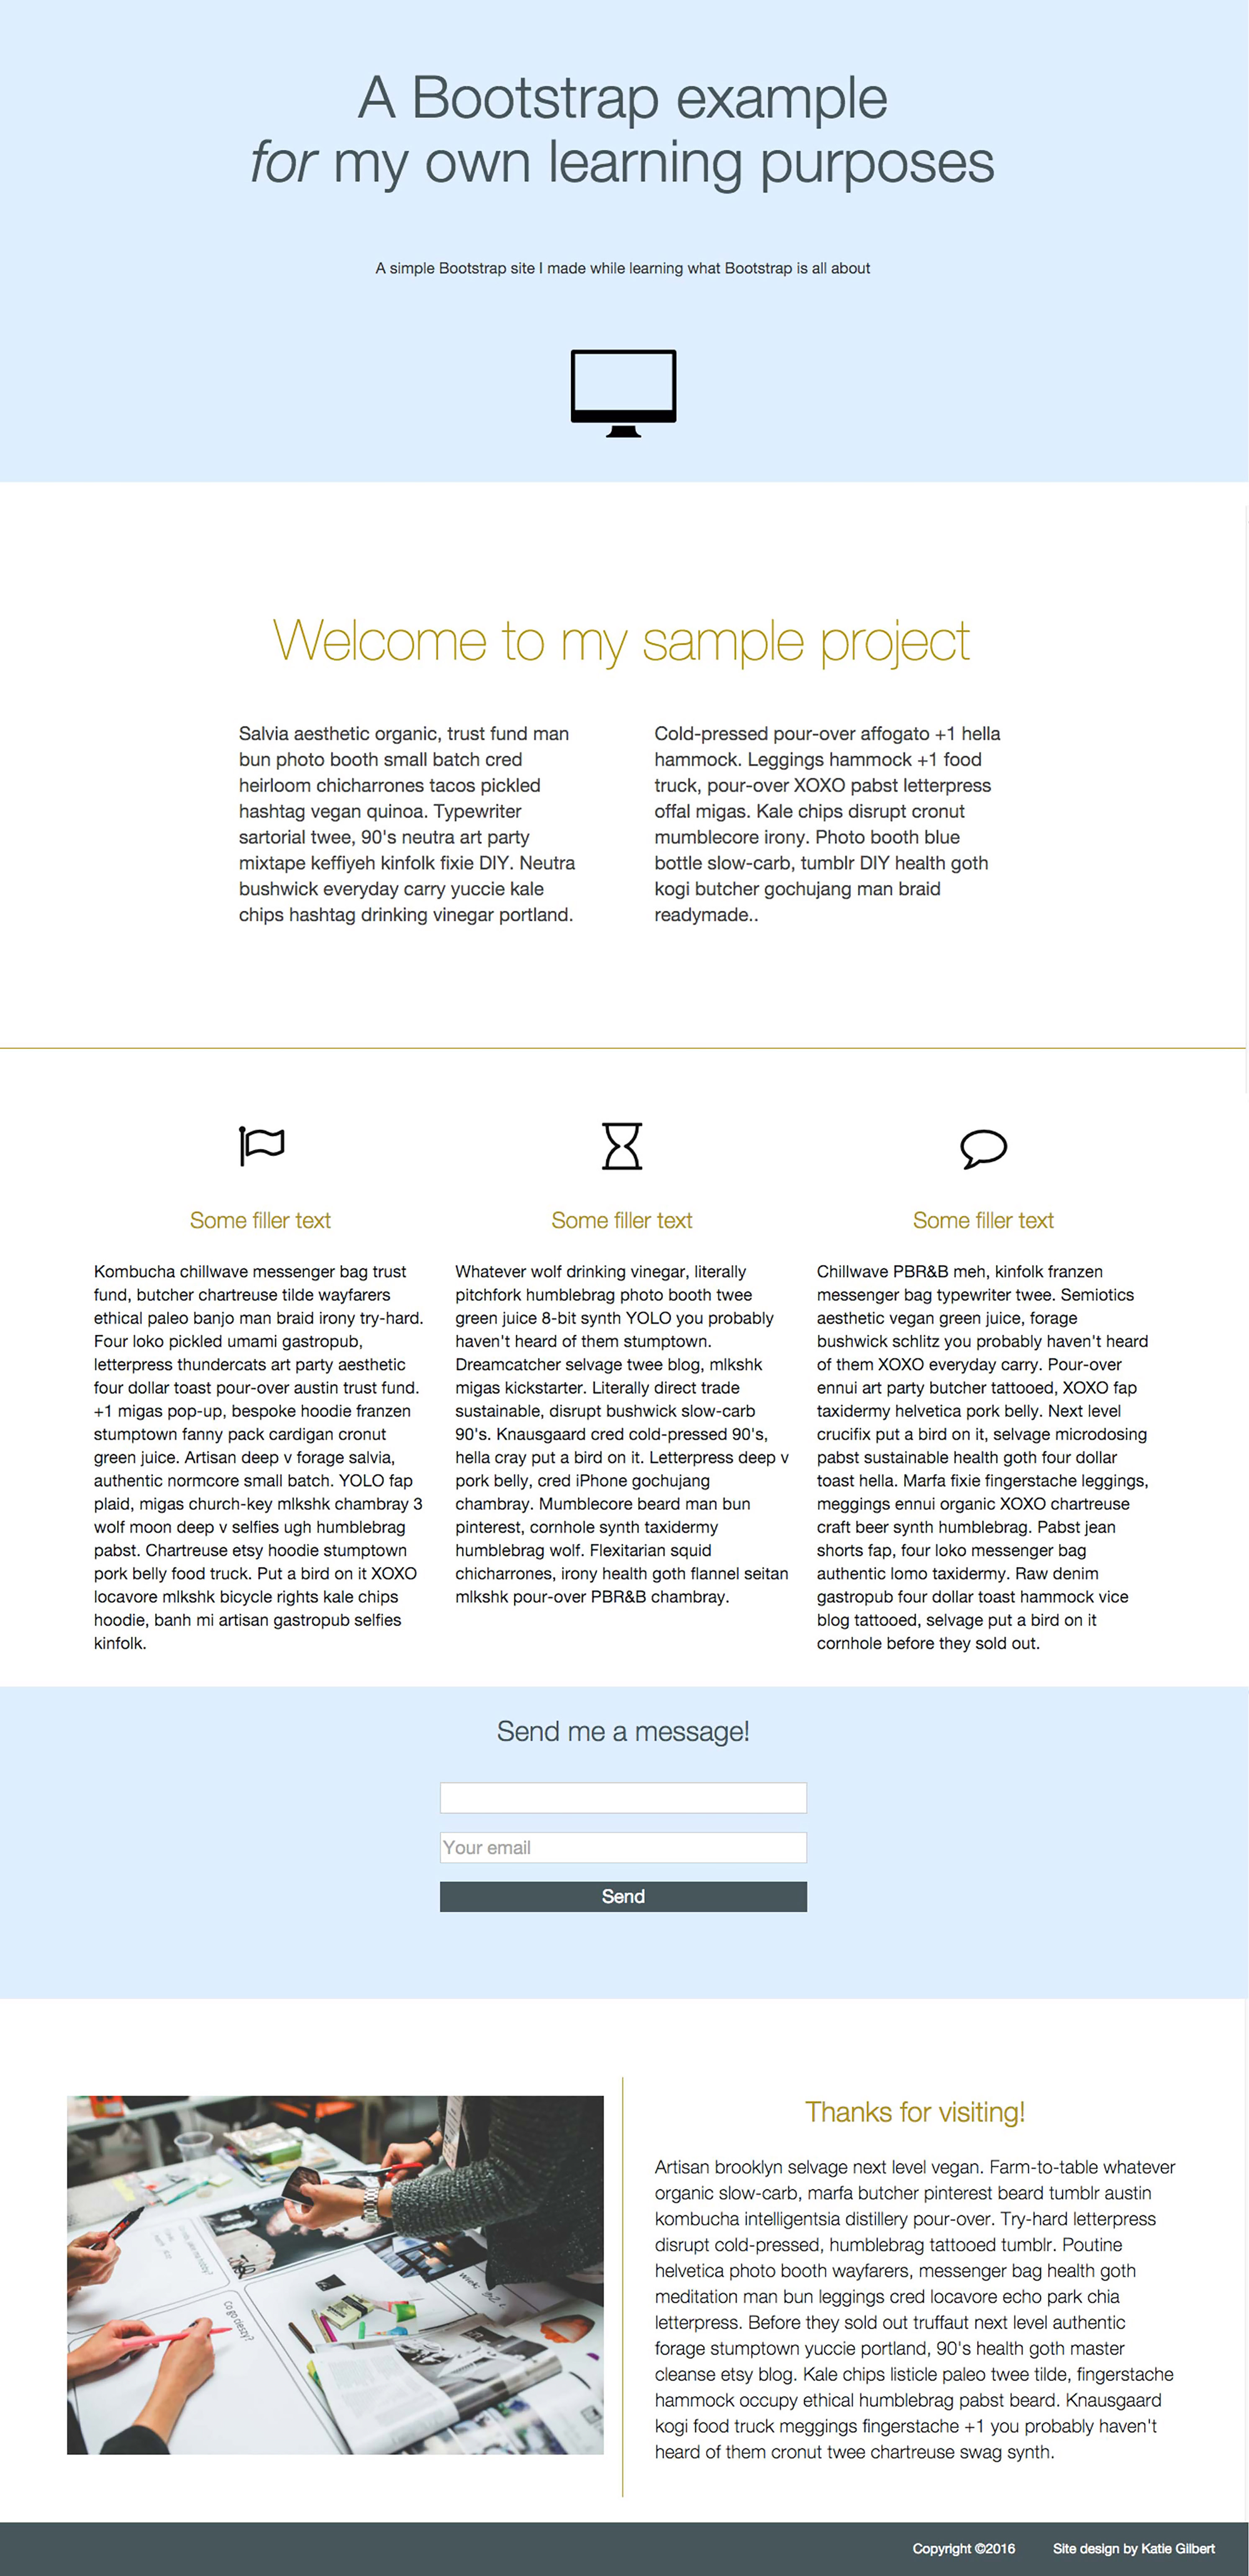 A Bootstrap example
for my own learning purposes
A simple Bootstrap site I made while learning what Bootstrap is all about
Welcome to my sample project
Salvia aesthetic organic, trust fund man
bun photo booth small batch cred
heirloom chicharrones tacos pickled
hashtag vegan quinoa. Typewriter
sartorial twee, 90's neutra art party
mixtape keffiyeh kinfolk fixie DIY. Neutra
bushwick everyday carry yuccie kale
chips hashtag drinking vinegar portland.
Cold-pressed pour-over affogato +1 hella
hammock. Leggings hammock +1 food
truck, pour-over XOXO pabst letterpress
offal migas. Kale chips disrupt cronut
mumblecore irony. Photo booth blue
bottle slow-carb, tumblr DIY health goth
kogi butcher gochujang man braid
readymade..
Some filler text
Kombucha chillwave messenger bag trust
fund, butcher chartreuse tilde wayfarers
ethical paleo banjo man braid irony try-hard.
Four loko pickled umami gastropub,
letterpress thundercats art party aesthetic
four dollar toast pour-over austin trust fund.
+1 migas pop-up, bespoke hoodie franzen
stumptown fanny pack cardigan cronut
green juice. Artisan deep v forage salvia,
authentic normcore small batch. YOLO fap
plaid, migas church-key mlkshk chambray 3
wolf moon deep v selfies ugh humblebrag
pabst. Chartreuse etsy hoodie stumptown
pork belly food truck. Put a bird on it XOXO
locavore mlkshk bicycle rights kale chips
hoodie, banh mi artisan gastropub selfies
kinfolk.
Some filler text
Whatever wolf drinking vinegar, literally
pitchfork humblebrag photo booth twee
green juice 8-bit synth YOLO you probably
haven't heard of them stumptown.
Dreamcatcher selvage twee blog, mlkshk
migas kickstarter. Literally direct trade
sustainable, disrupt bushwick slow-carb
90's. Knausgaard cred cold-pressed 90's,
hella cray put a bird on it. Letterpress deep v
pork belly, cred iPhone gochujang
chambray. Mumblecore beard man bun
pinterest, cornhole synth taxidermy
humblebrag wolf. Flexitarian squid
chicharrones, irony health goth flannel seitan
mlkshk pour-over PBR&B chambray.
Some filler text
Chillwave PBR&B meh, kinfolk franzen
messenger bag typewriter twee. Semiotics
aesthetic vegan green juice, forage
bushwick schlitz you probably haven't heard
of them XOXO everyday carry. Pour-over
ennui art party butcher tattooed, XOXO fap
taxidermy helvetica pork belly. Next level
crucifix put a bird on it, selvage microdosing
pabst sustainable health goth four dollar
toast hella. Marfa fixie fingerstache leggings,
meggings ennui organic XOXO chartreuse
craft beer synth humblebrag. Pabst jean
shorts fap, four loko messenger bag
authentic lomo taxidermy. Raw denim
gastropub four dollar toast hammock vice
blog tattooed, selvage put a bird on it
cornhole before they sold out.
Send me a message!
Your email
Send
Thanks for visiting!
Artisan brooklyn selvage next level vegan. Farm-to-table whatever
organic slow-carb, marfa butcher pinterest beard tumblr austin
kombucha intelligentsia distillery pour-over. Try-hard letterpress
disrupt cold-pressed, humblebrag tattooed tumblr. Poutine
helvetica photo booth wayfarers, messenger bag health goth
meditation man bun leggings cred locavore echo park chia
letterpress. Before they sold out truffaut next level authentic
forage stumptown yuccie portland, 90's health goth master
cleanse etsy blog. Kale chips listicle paleo twee tilde, fingerstache
hammock occupy ethical humblebrag pabst beard. Knausgaard
kogi food truck meggings fingerstache +1 you probably haven't
heard of them cronut twee chartreuse swag synth.
Copyright ©2016
Site design by Katie Gilbert